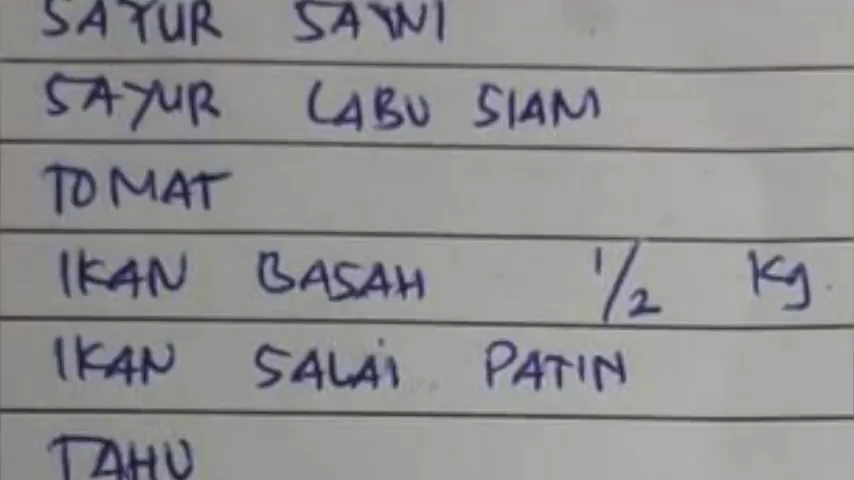 SAYUR SAWI
SAYUR LABU SIAM
TOMAT
IKAN BASAH 1/2 Kg.
IKAN SALAi PATIN
TAHU